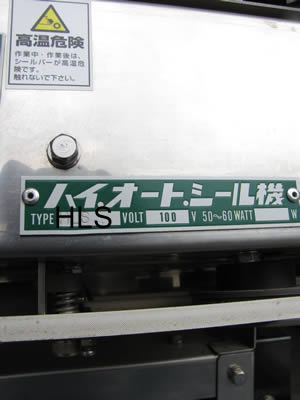 高温危険
作業中・作業後は、
シールバーが高温危
険です。
触れないで下さい。
ハイ.オート.シール機
TYPE HLS VOLT 100 V 50〜60 WATT W